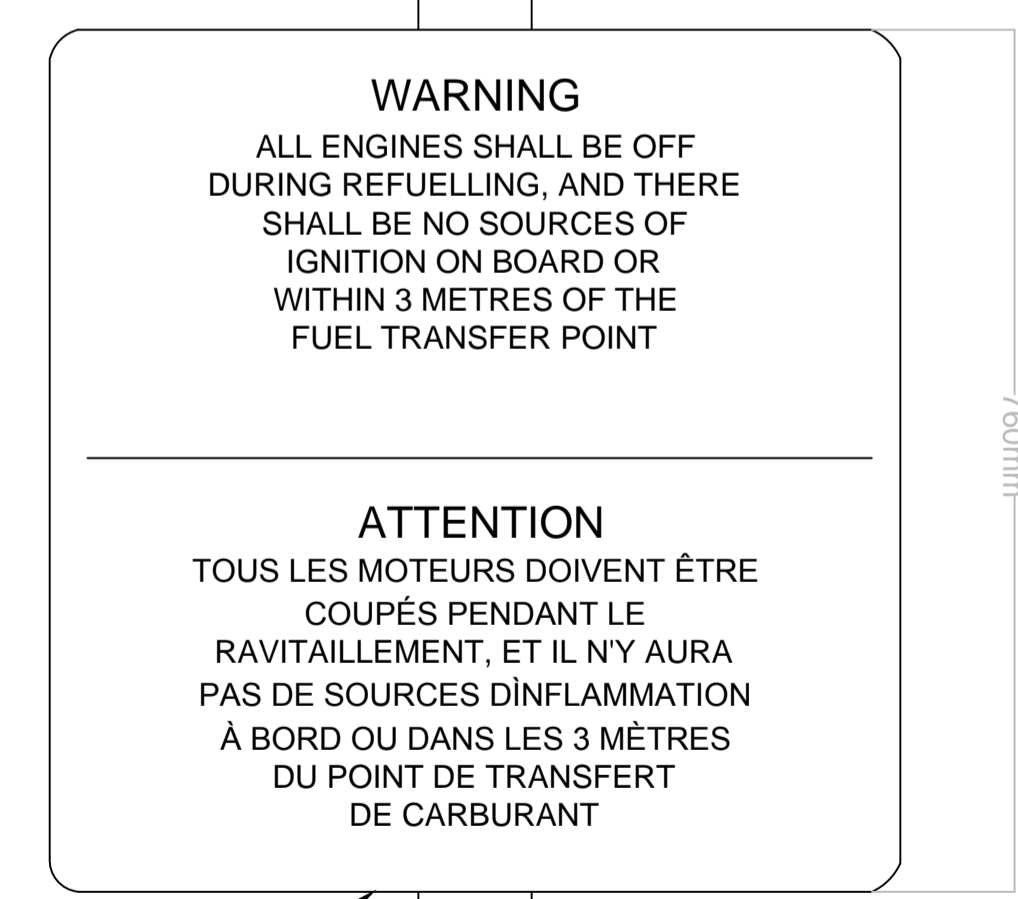 WARNING
ALL ENGINES SHALL BE OFF
DURING REFUELLING, AND THERE
SHALL BE NO SOURCES OF
IGNITION ON BOARD OR
WITHIN 3 METRES OF THE
FUEL TRANSFER POINT
ATTENTION
TOUS LES MOTEURS DOIVENT ÊTRE
COUPÉS PENDANT LE
RAVITAILLEMENT, ET IL N'Y AURA
PAS DE SOURCES DÌNFLAMMATION
À BORD OU DANS LES 3 MÈTRES
DU POINT DE TRANSFERT
DE CARBURANT
760mm